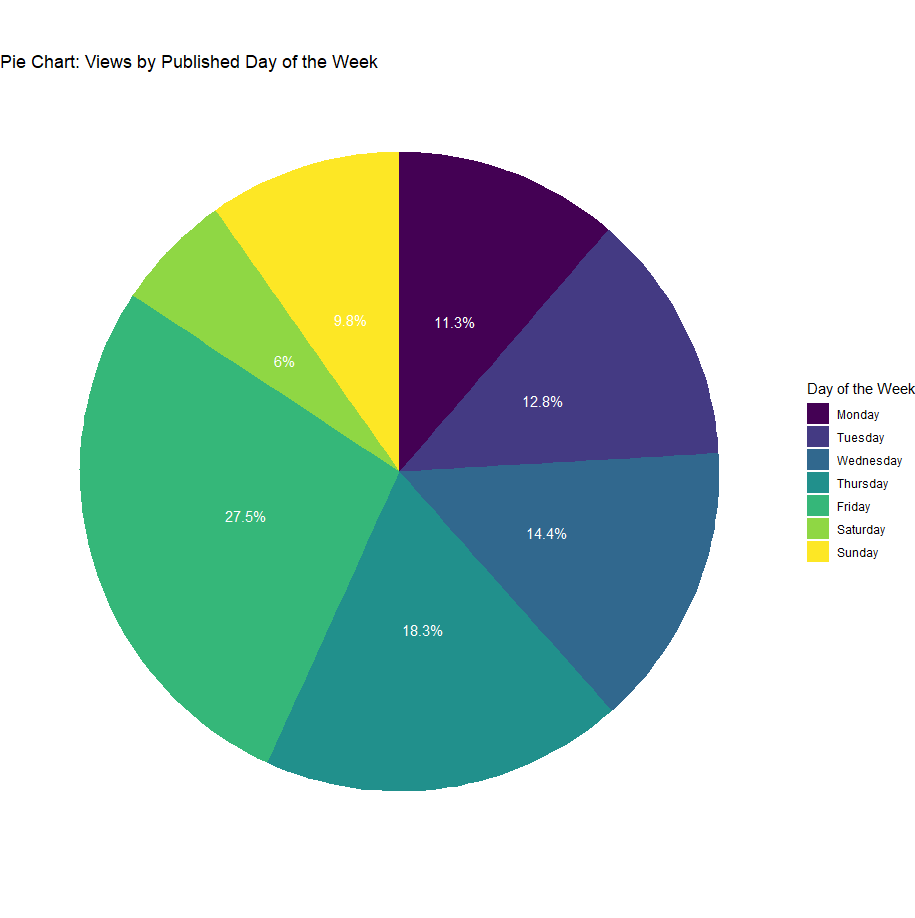 Pie Chart: Views by Published Day of the Week
9.8%
11.3%
6%
12.8%
27.5%
14.4%
18.3%
Day of the Week
Monday
Tuesday
Wednesday
Thursday
Friday
Saturday
Sunday